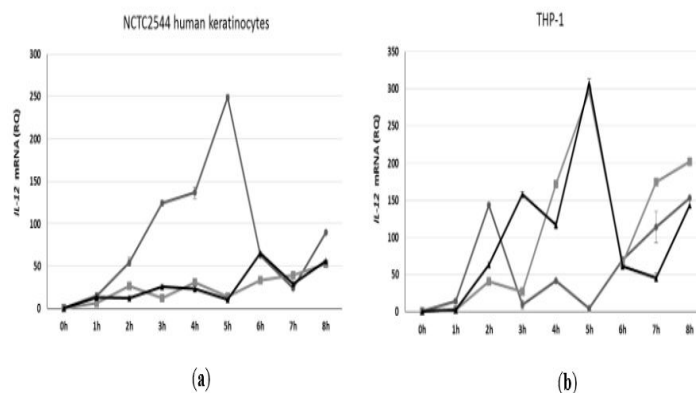 NCTC2544 human keratinocytes
IL-12 mRNA (RQ)
300
250
200
150
100
50
0
0h 1h 2h 3h 4h 5h 6h 7h 8h
(a)
THP-1
IL-12 mRNA (RQ)
350
300
250
200
150
100
50
0
0h 1h 2h 3h 4h 5h 6h 7h 8h
(b)